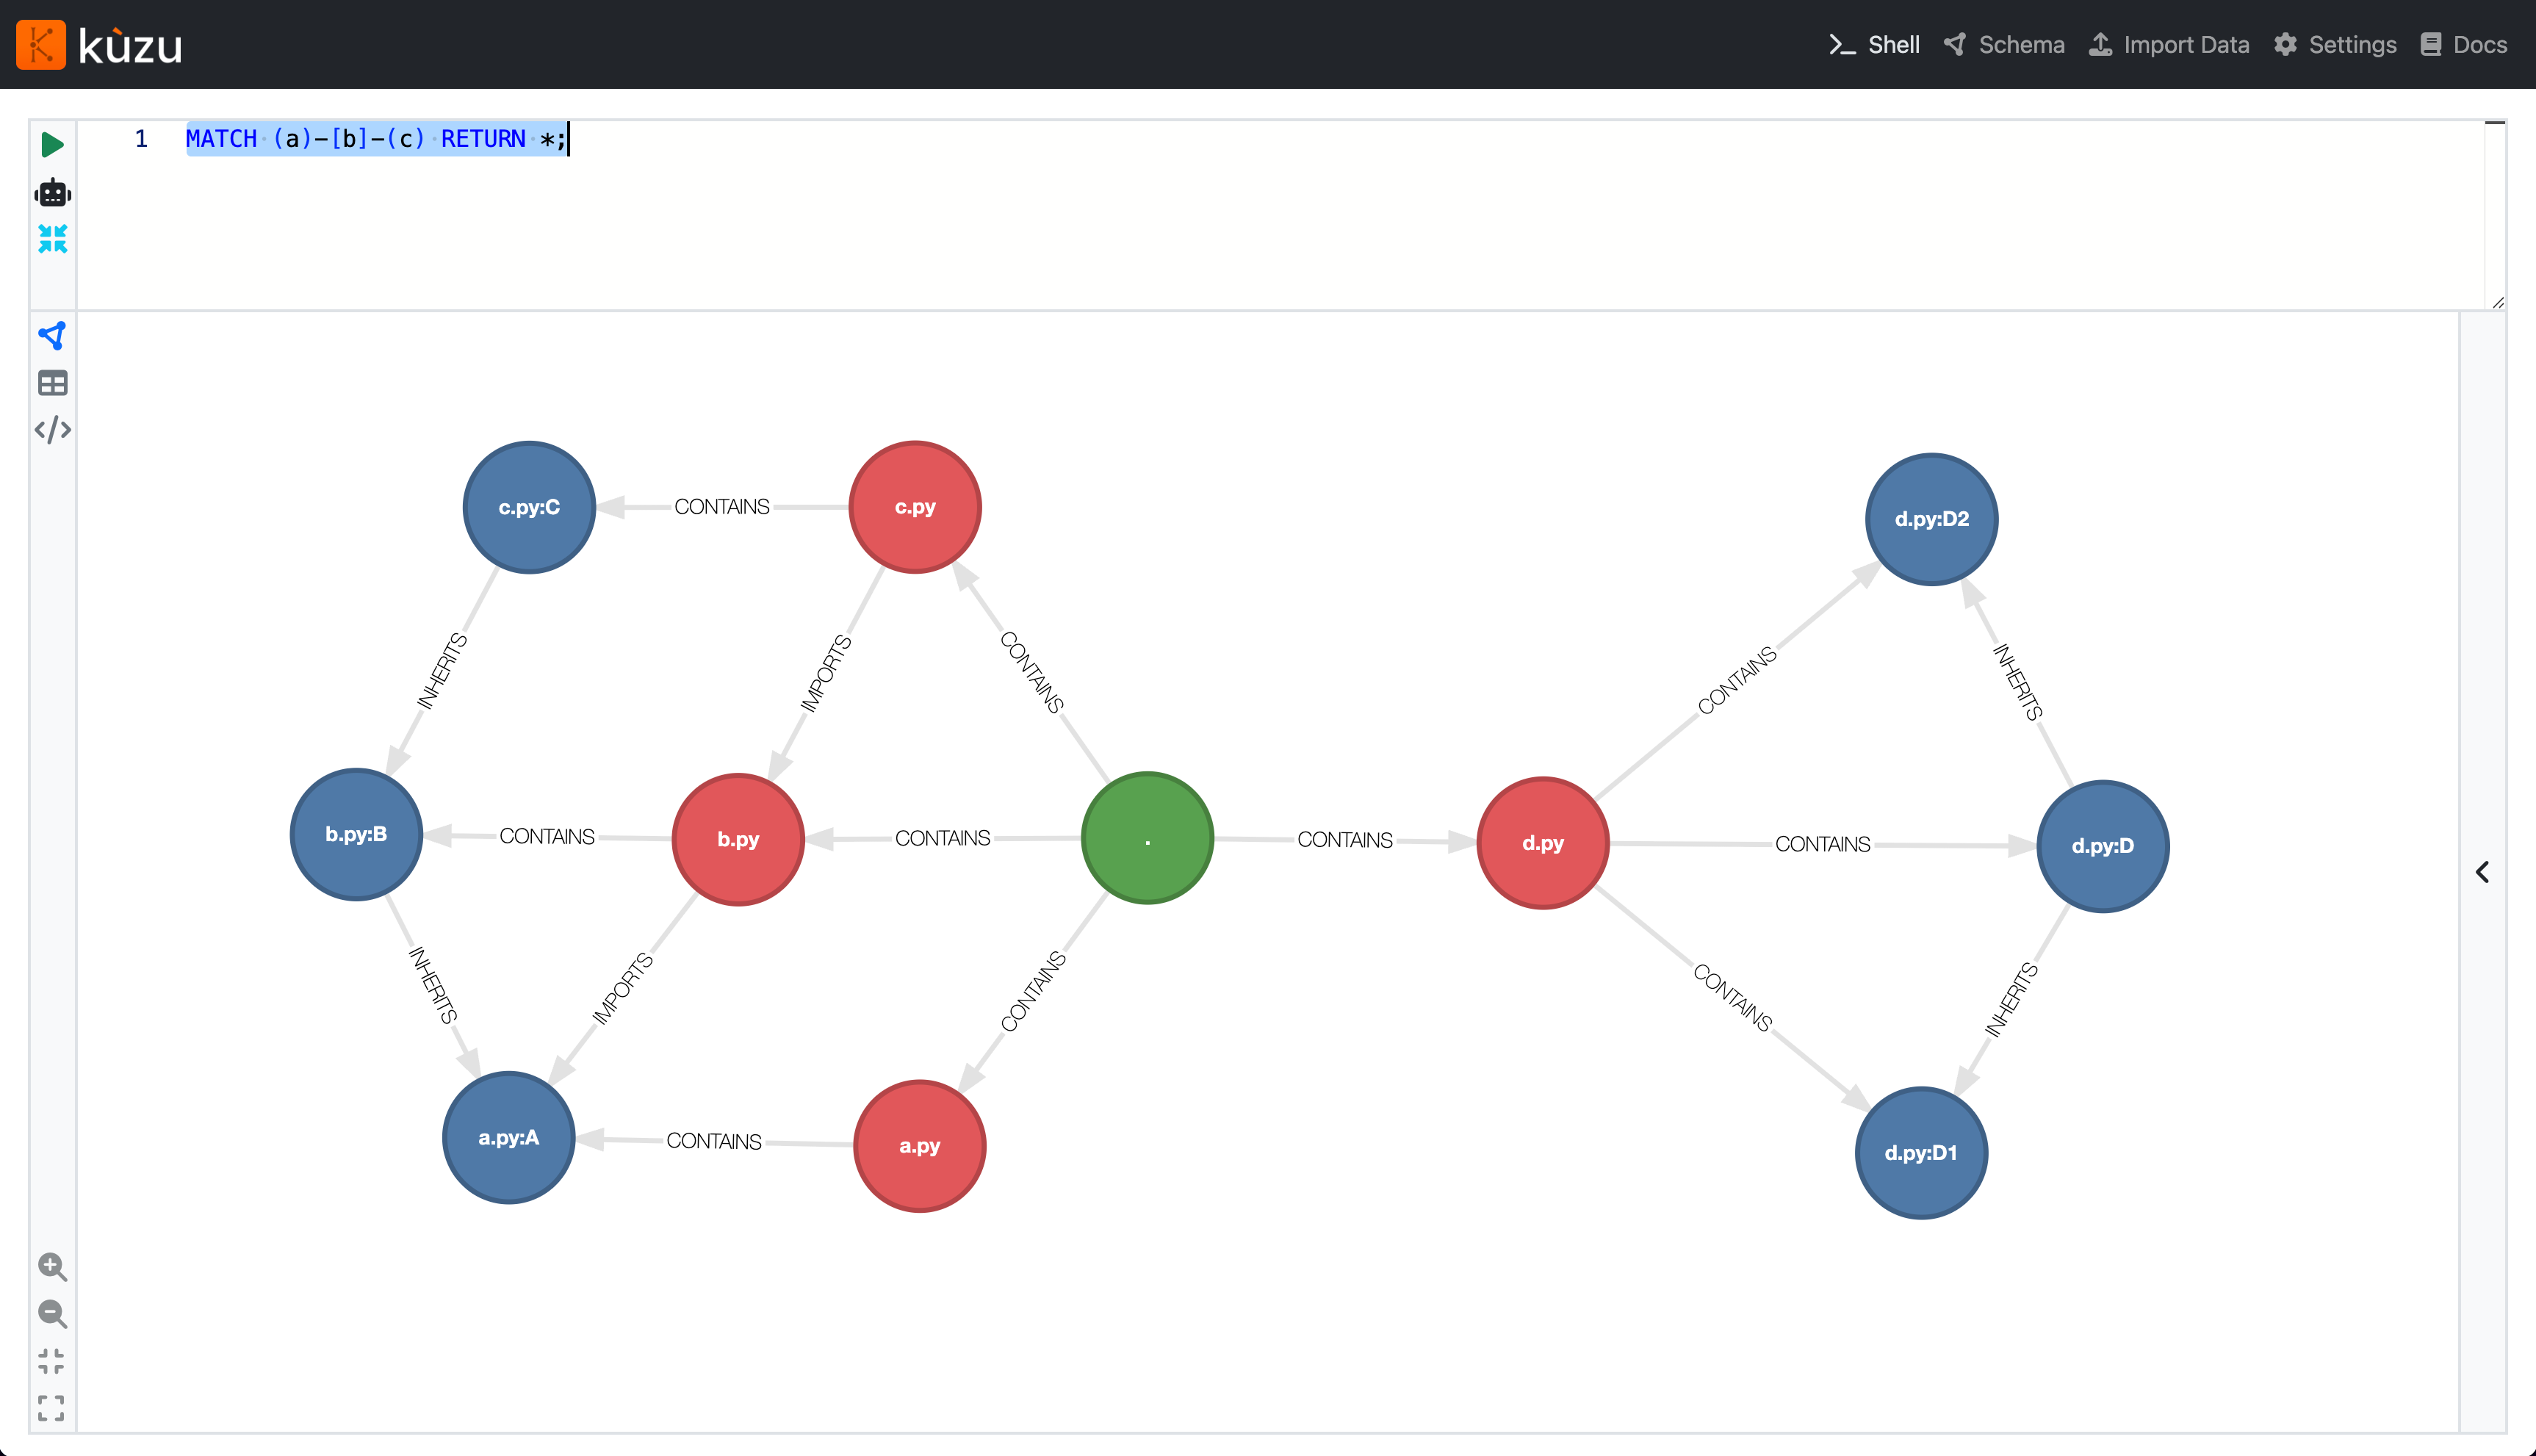 kùzu
Shell
Schema
Import Data
Settings
Docs
1
MATCH (a)-[b]-(c) RETURN *;
c.py:C
CONTAINS
c.py
d.py:D2
INHERITS
IMPORTS
CONTAINS
CONTAINS
INHERITS
b.py:B
CONTAINS
b.py
CONTAINS
.
CONTAINS
d.py
CONTAINS
d.py:D
INHERITS
IMPORTS
CONTAINS
CONTAINS
INHERITS
a.py:A
CONTAINS
a.py
d.py:D1